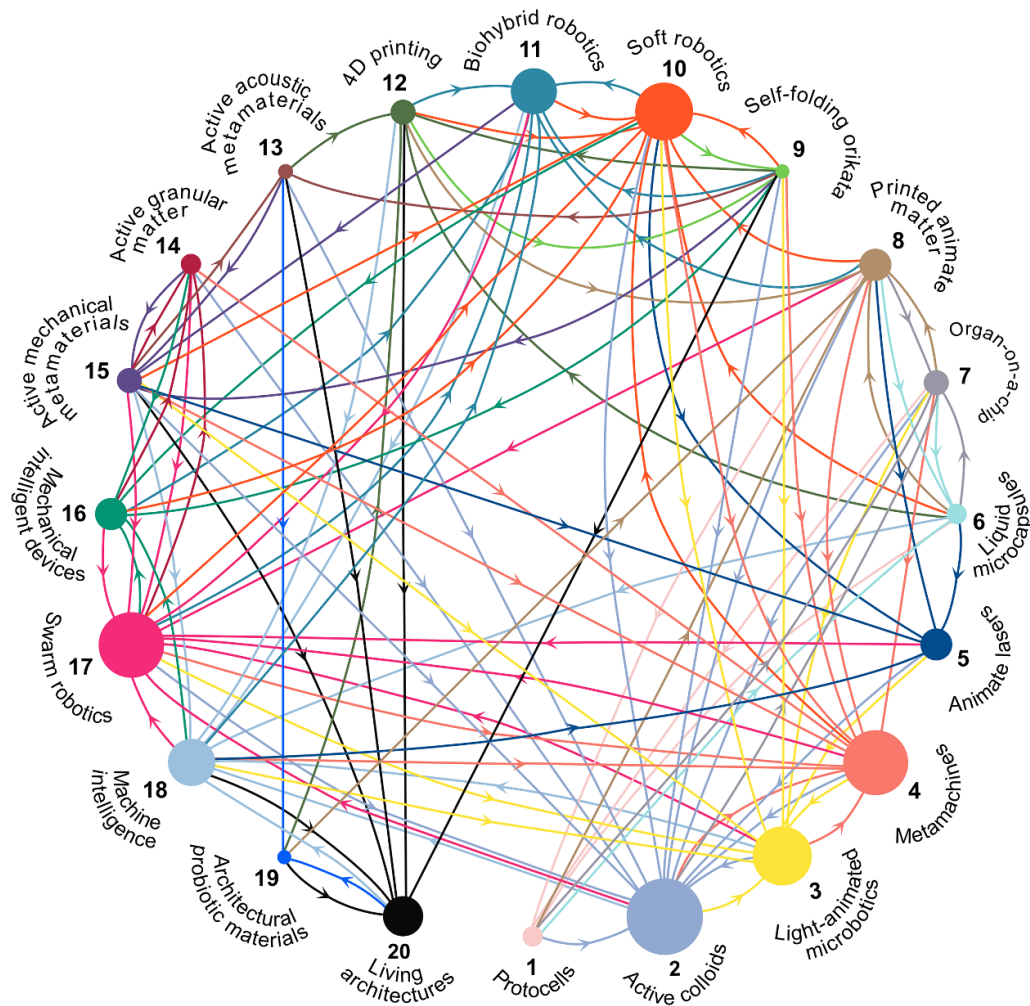 Biohybrid robotics
11
Soft robotics
10
4D printing
12
Self-folding orikata
9
Active acoustic
metamaterials
13
Printed animate
matter
8
Active granular
matter
14
Organ-on-a-chip
7
Active mechanical
metamaterials
15
Liquid
microcapsules
6
Mechanical
intelligent devices
16
Animate lasers
5
Swarm robotics
17
Metamachines
4
Machine
intelligence
18
Light-animated
microbotics
3
Architectural
probiotic materials
19
Active colloids
2
Protocells
1
20
Living
architectures